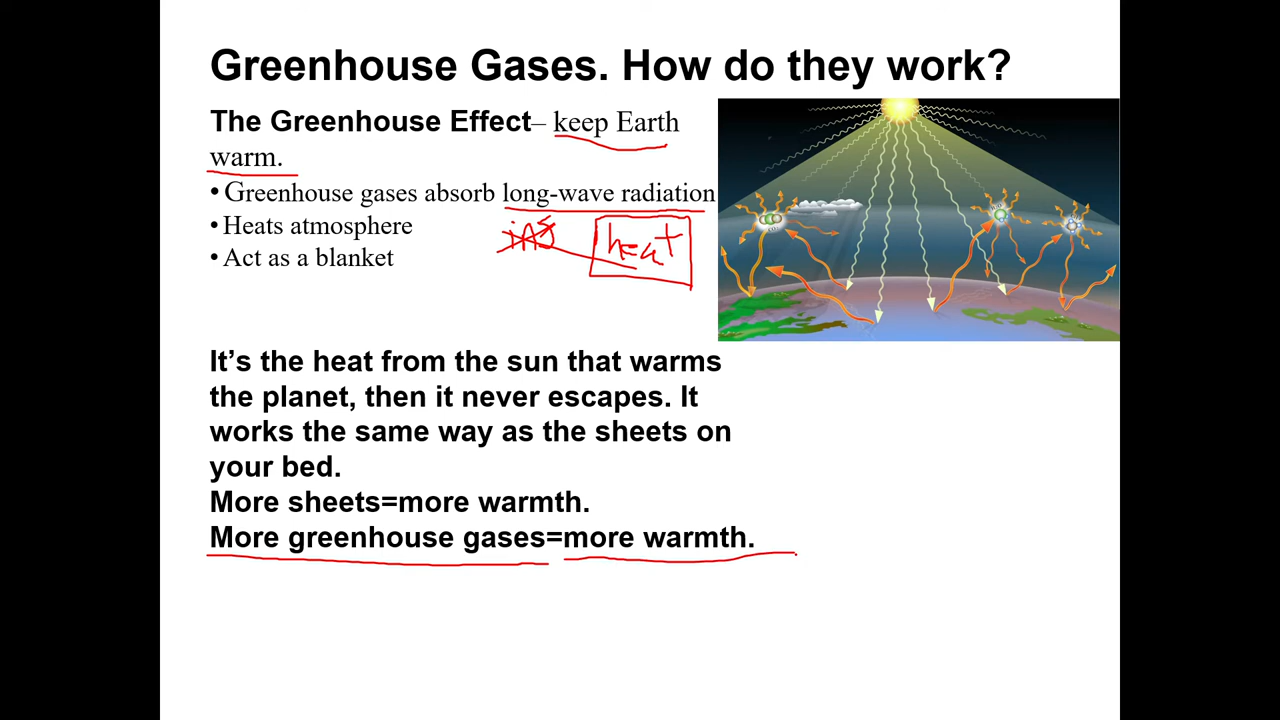 Greenhouse Gases. How do they work?
The Greenhouse Effect– keep Earth
warm.
• Greenhouse gases absorb long-wave radiation
• Heats atmosphere
• Act as a blanket
heat
It’s the heat from the sun that warms
the planet, then it never escapes. It
works the same way as the sheets on
your bed.
More sheets=more warmth.
More greenhouse gases=more warmth.